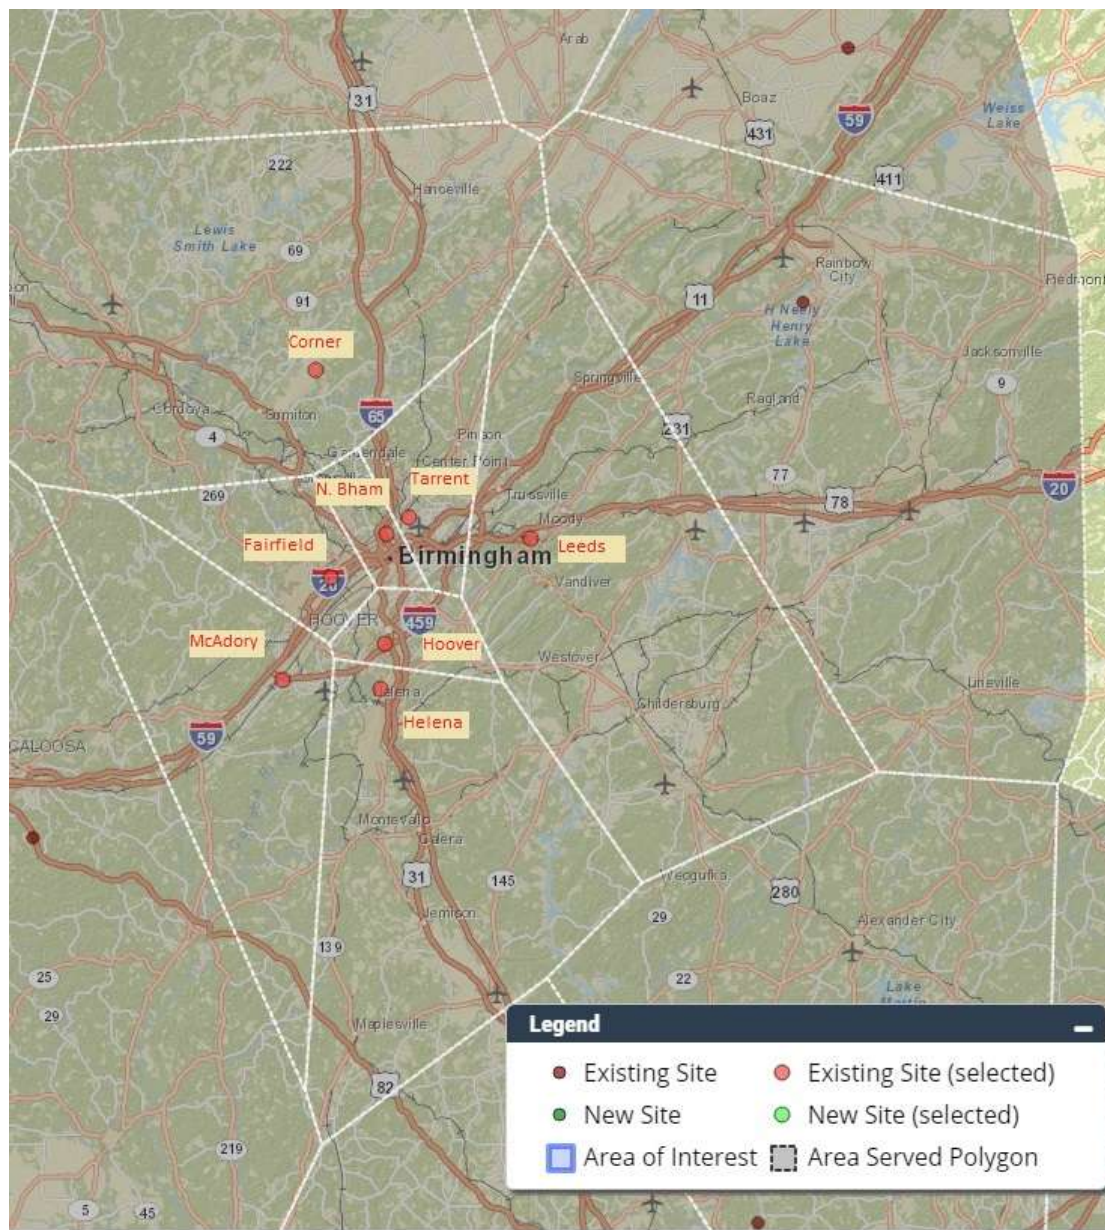 Arab
31
Boaz
Weiss
Lake
59
431
222
411
Hanceville
Lewis
Smith Lake
69
Rainbow
City
Piedmont
91
11
H Neely
Henry
Lake
Corner
Jacksonville
Springville
9
Ragland
Cordova
Sumiton
65
231
4
Pinson
Gardendale
Center Point
Tarrent
77
20
269
N. Bham
Trussville
78
Moody
Fairfield
Birmingham
Leeds
20
Vandiver
HOOVER
459
McAdory
Hoover
Westover
Lineville
Helena
Childersburg
Helena
59
CALOOSA
Montevallo
Calera
31
145
Weogufka
280
29
Jemison
Alexander City
139
25
22
Lake
Martin
29
Maplesville
Legend
Existing Site
Existing Site (selected)
82
New Site
New Site (selected)
219
Area of Interest
Area Served Polygon
5
45